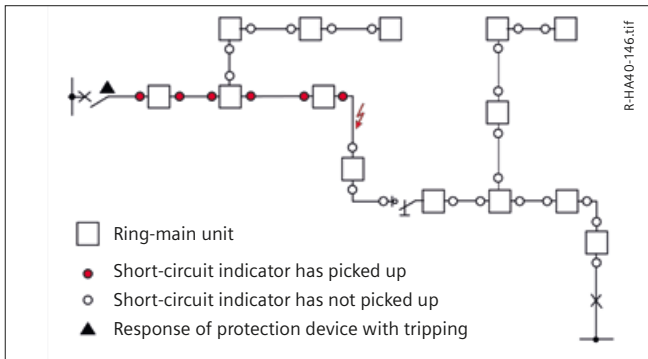 R-HA40-146.tif
Ring-main unit
Short-circuit indicator has picked up
Short-circuit indicator has not picked up
Response of protection device with tripping